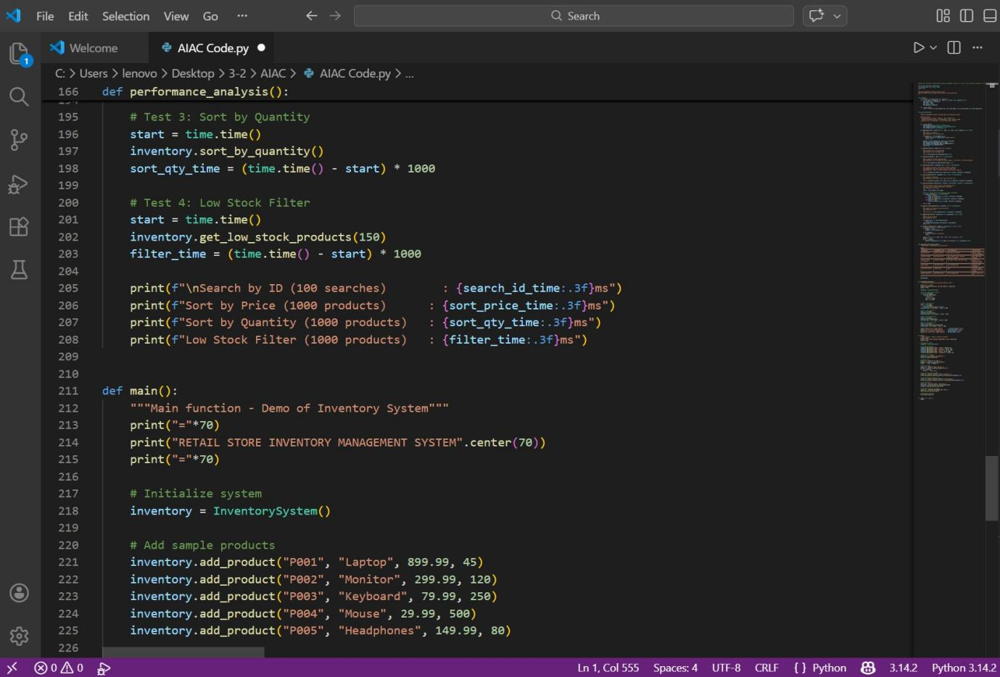 File Edit Selection View Go ··· Search
1
Welcome
AIAC Code.py
C: > Users > lenovo > Desktop > 3-2 > AIAC > AIAC Code.py > ...
166 def performance_analysis():
195 # Test 3: Sort by Quantity
196 start = time.time()
197 inventory.sort_by_quantity()
198 sort_qty_time = (time.time() - start) * 1000
199
200 # Test 4: Low Stock Filter
201 start = time.time()
202 inventory.get_low_stock_products(150)
203 filter_time = (time.time() - start) * 1000
204
205 print(f"\nSearch by ID (100 searches)        : {search_id_time:.3f}ms")
206 print(f"Sort by Price (1000 products)      : {sort_price_time:.3f}ms")
207 print(f"Sort by Quantity (1000 products)   : {sort_qty_time:.3f}ms")
208 print(f"Low Stock Filter (1000 products)   : {filter_time:.3f}ms")
209
210
211 def main():
212 """Main function - Demo of Inventory System"""
213 print("="*70)
214 print("RETAIL STORE INVENTORY MANAGEMENT SYSTEM".center(70))
215 print("="*70)
216
217 # Initialize system
218 inventory = InventorySystem()
219
220 # Add sample products
221 inventory.add_product("P001", "Laptop", 899.99, 45)
222 inventory.add_product("P002", "Monitor", 299.99, 120)
223 inventory.add_product("P003", "Keyboard", 79.99, 250)
224 inventory.add_product("P004", "Mouse", 29.99, 500)
225 inventory.add_product("P005", "Headphones", 149.99, 80)
226
0 0 Ln 1, Col 555 Spaces: 4 UTF-8 CRLF { } Python 3.14.2 Python 3.14.2